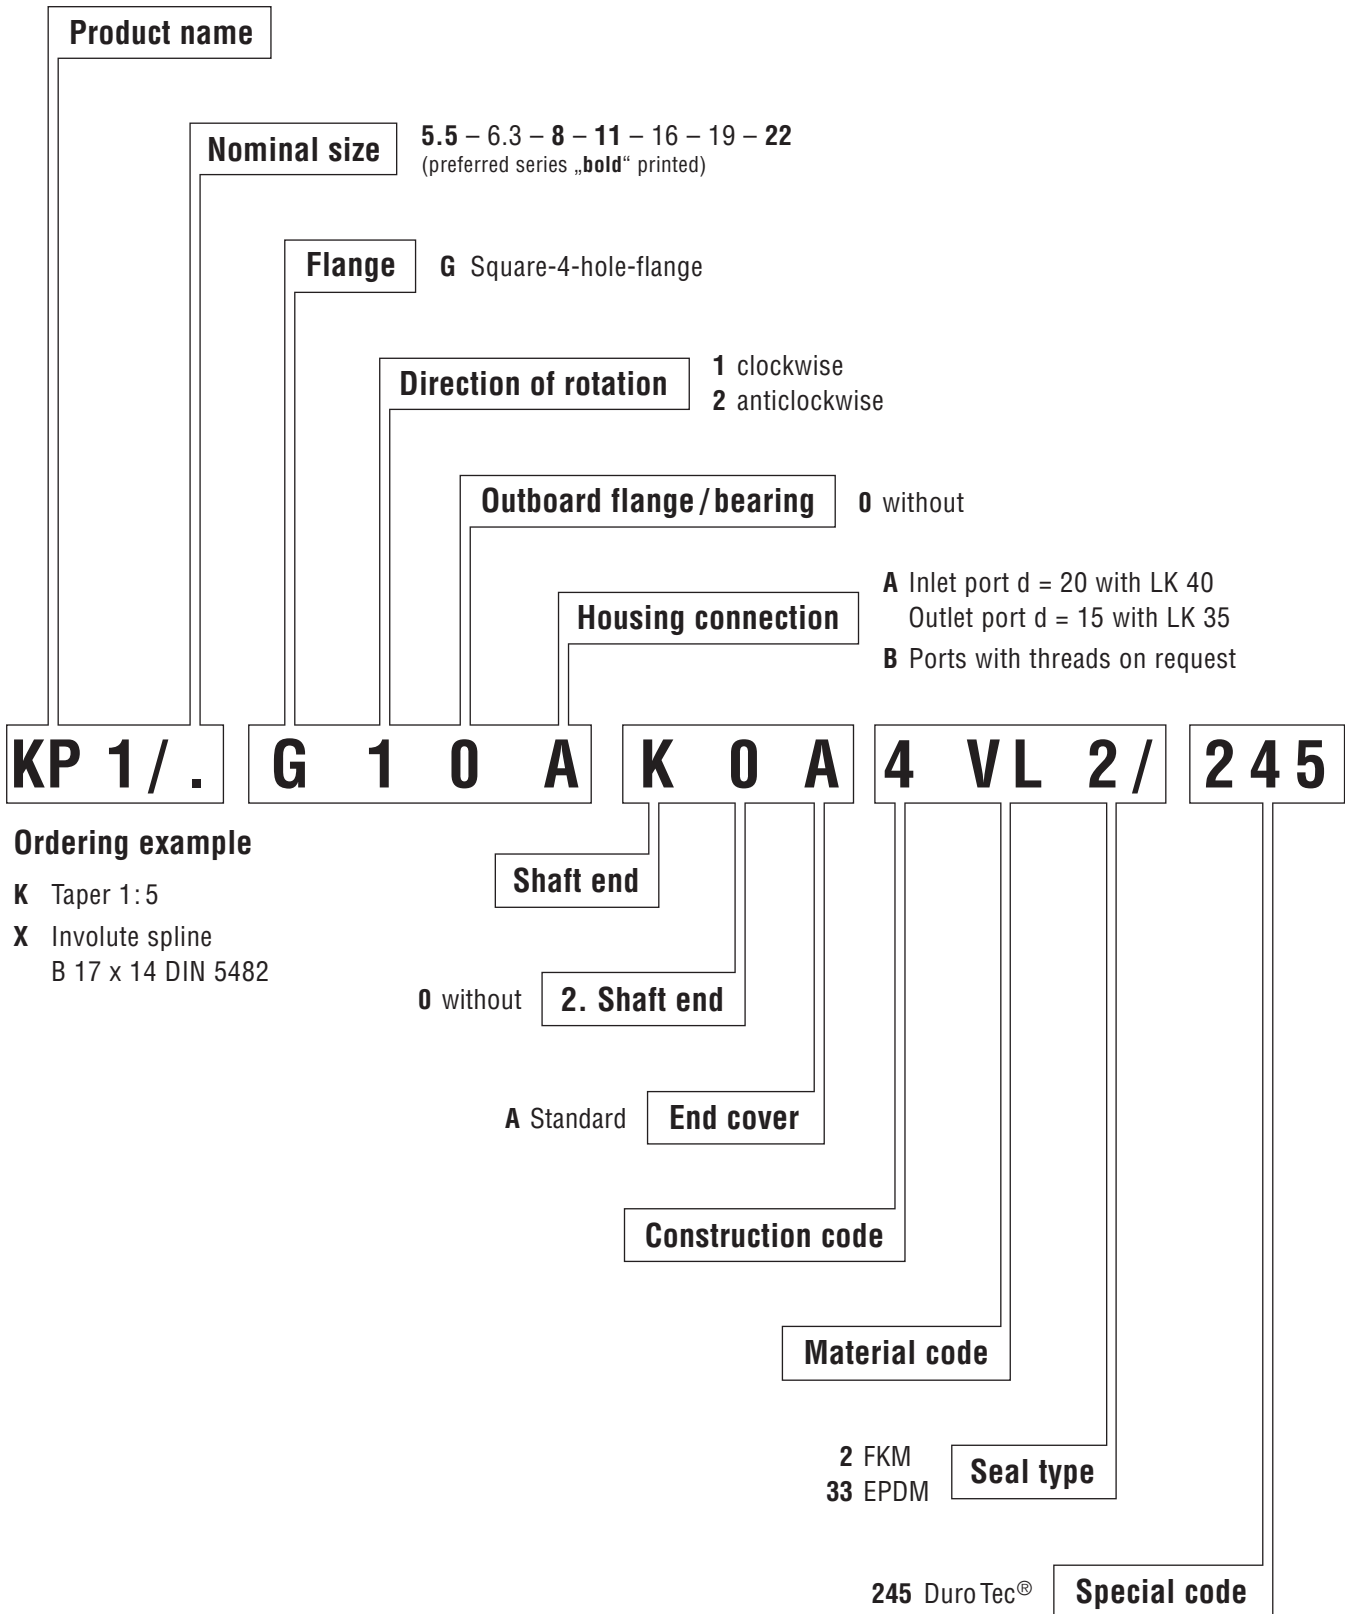 Product name
Nominal size
5.5 – 6.3 – 8 – 11 – 16 – 19 – 22
(preferred series „bold“ printed)
Flange
G Square-4-hole-flange
Direction of rotation
1 clockwise
2 anticlockwise
Outboard flange/bearing
0 without
Housing connection
A Inlet port d = 20 with LK 40
Outlet port d = 15 with LK 35
B Ports with threads on request
KP 1/. G 1 0 A K 0 A 4 VL 2/ 245
Ordering example
K Taper 1:5
X Involute spline
B 17 x 14 DIN 5482
Shaft end
0 without
2. Shaft end
A Standard
End cover
Construction code
Material code
2 FKM
33 EPDM
Seal type
245 DuroTec®
Special code